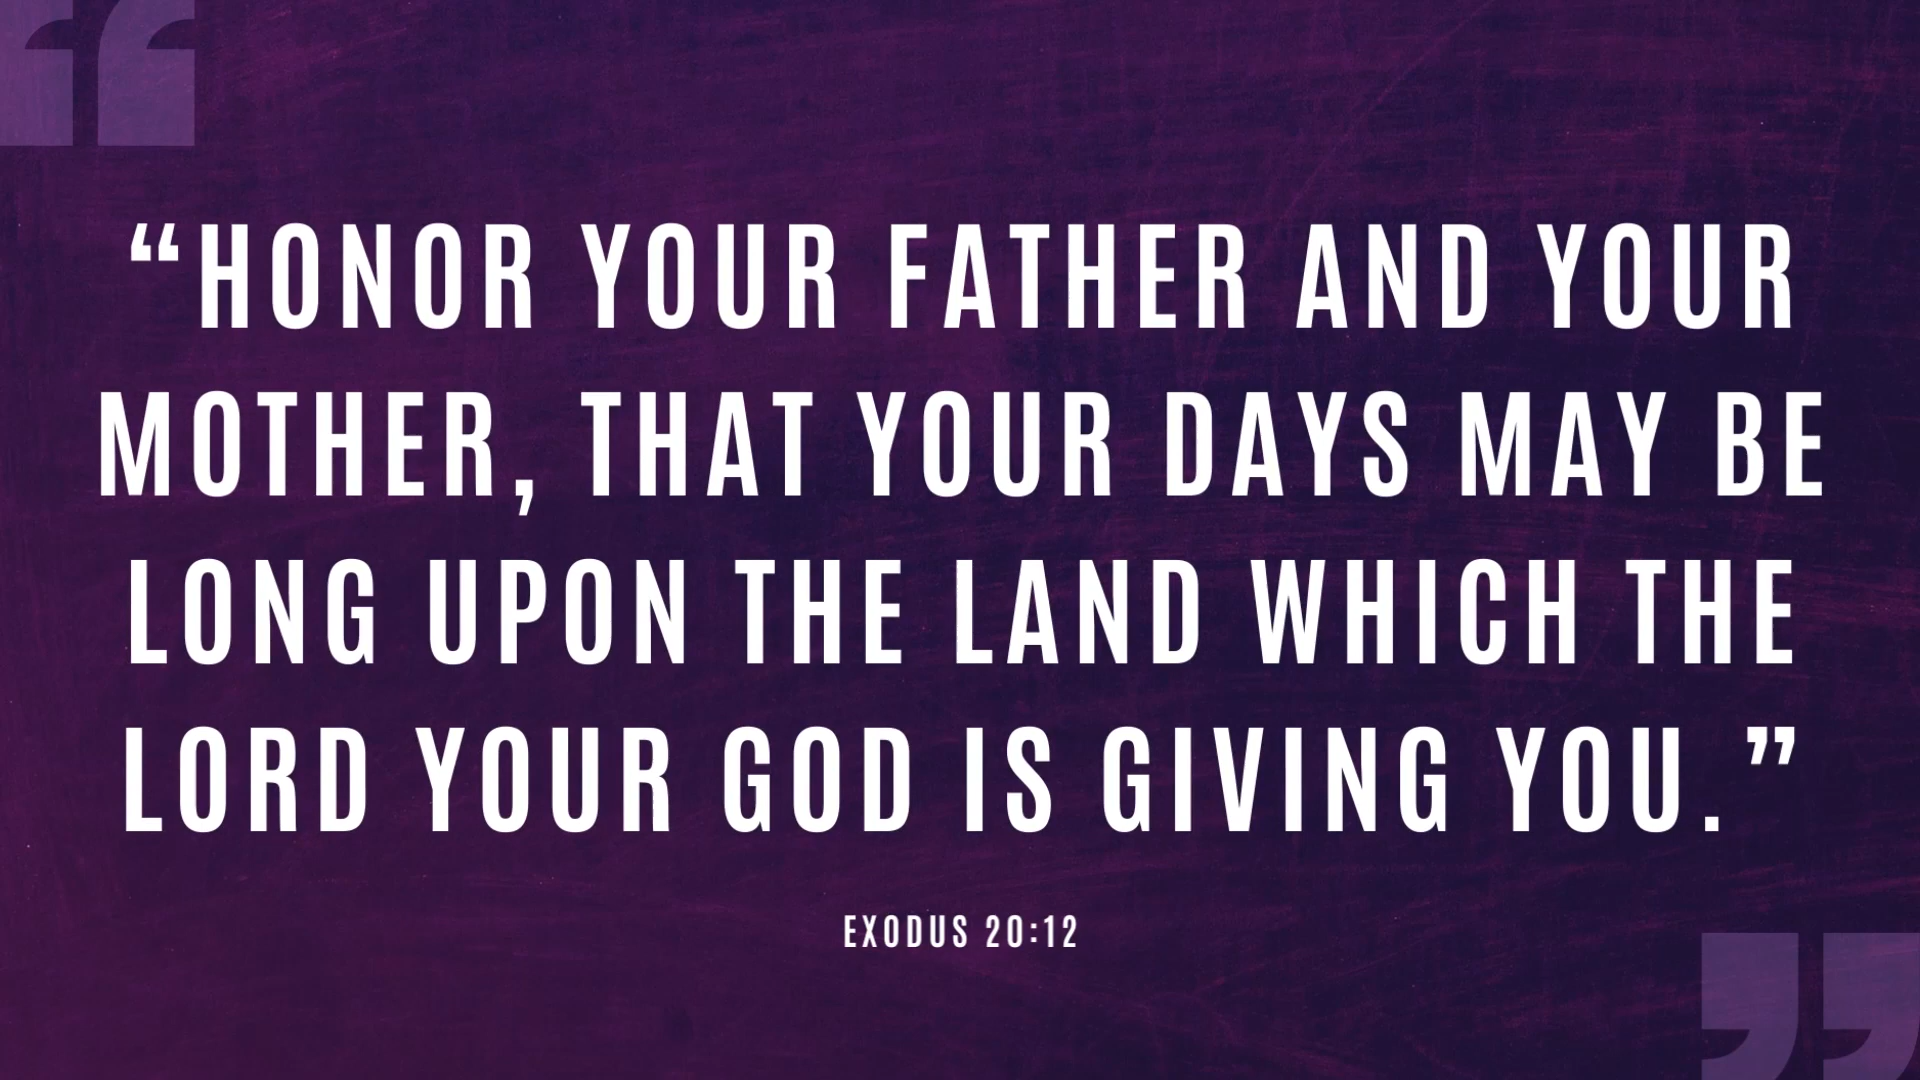 “HONOR YOUR FATHER AND YOUR
MOTHER, THAT YOUR DAYS MAY BE
LONG UPON THE LAND WHICH THE
LORD YOUR GOD IS GIVING YOU.”
EXODUS 20:12